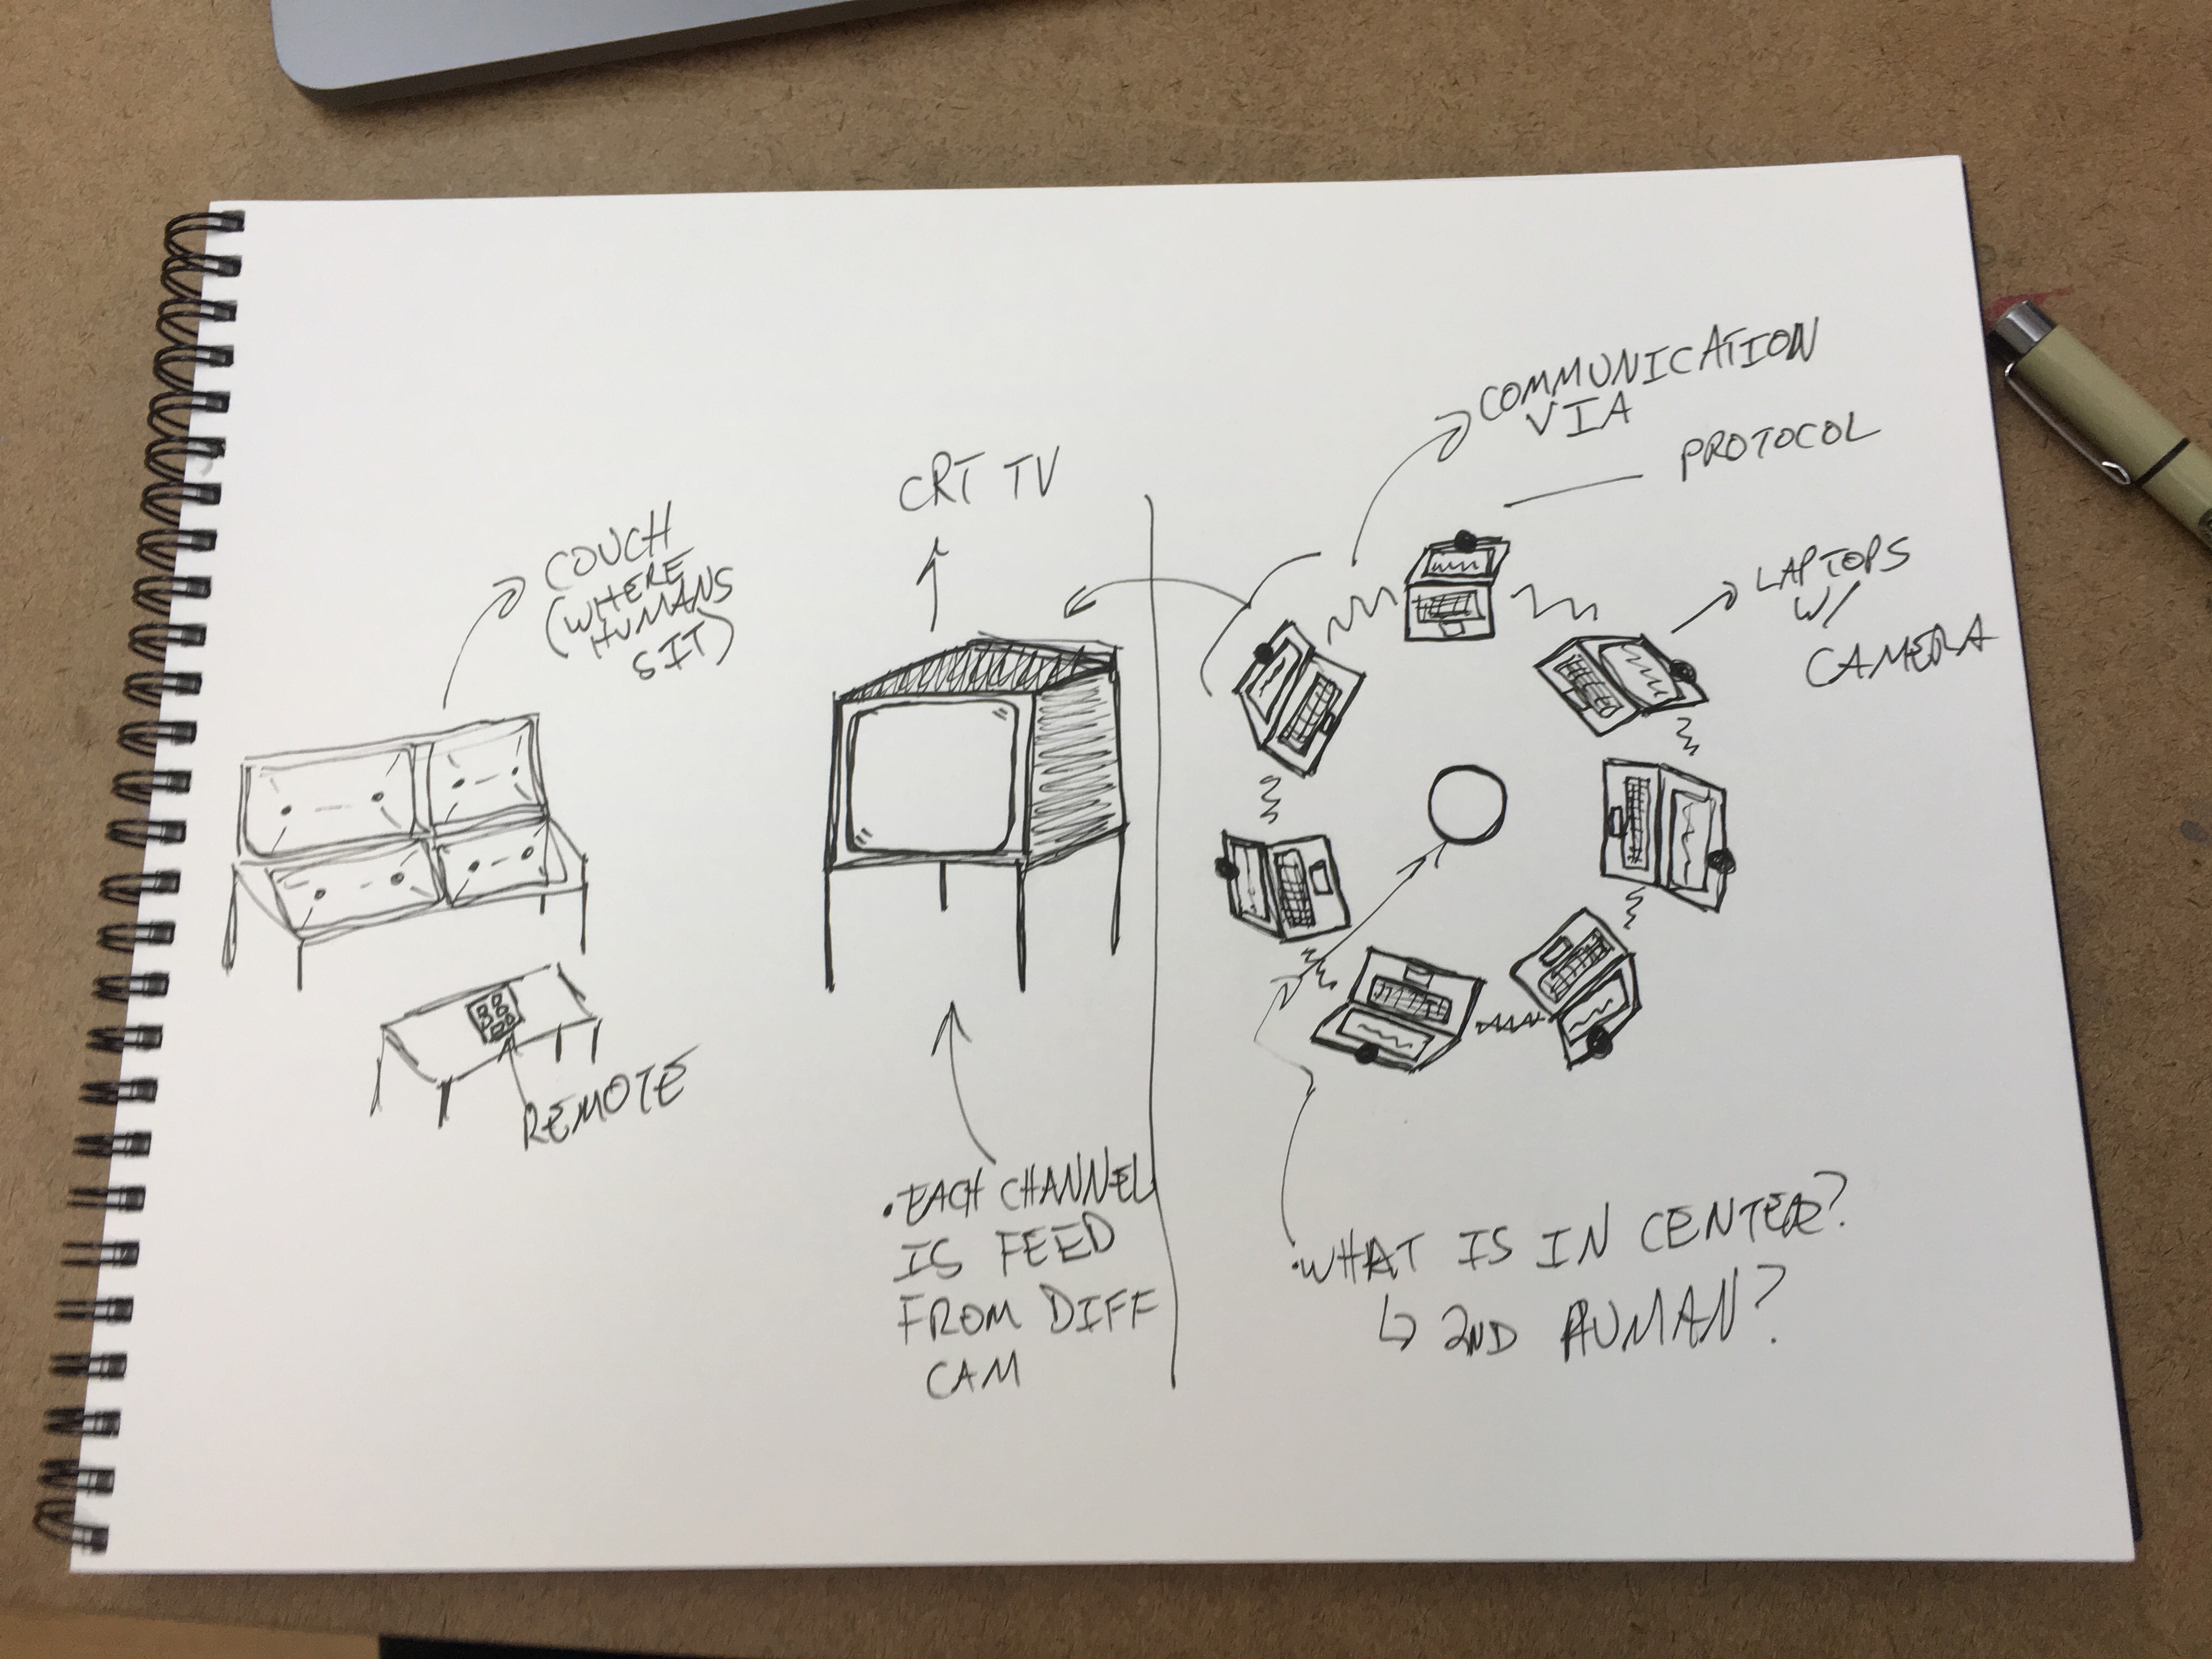 COUCH
(WHERE
HUMANS
SIT)
REMOTE
CRT TV
• EACH CHANNEL
IS FEED
FROM DIFF
CAM
COMMUNICATION
VIA
PROTOCOL
LAPTOPS
W/
CAMERA
• WHAT IS IN CENTER?
↳ 2ND HUMAN?